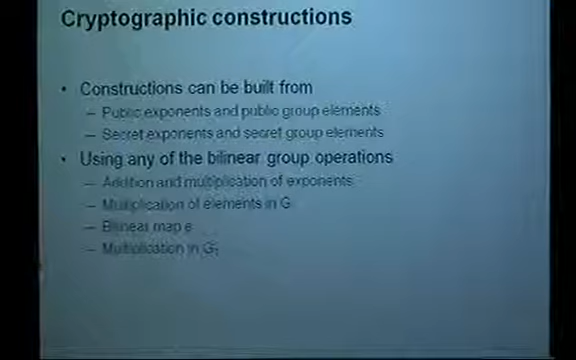 Cryptographic constructions
• Constructions can be built from
– Public exponents and public group elements
– Secret exponents and secret group elements
• Using any of the bilinear group operations
– Addition and multiplication of exponents
– Multiplication of elements in G
– Bilinear map e
– Multiplication in G_T